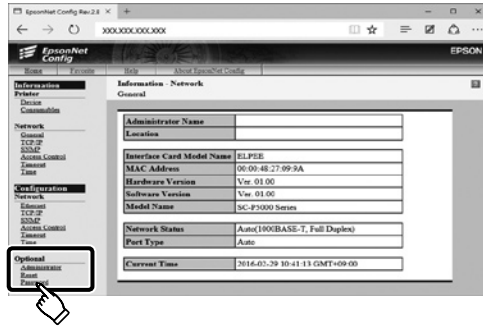 EpsonNet Config Rev.2.8
XXX.XXX.XXX.XXX
EpsonNet
Config
EPSON
Home Favorite Help About EpsonNet Config
Information
Printer
Device
Consumables
Network
General
TCP/IP
SNMP
Access Control
Timeout
Time
Configuration
Network
Ethernet
TCP/IP
SNMP
Access Control
Timeout
Time
Optional
Administrator
Reset
Password
Information - Network
General
Administrator Name
Location
Interface Card Model Name ELPEE
MAC Address 00:00:48:27:09:9A
Hardware Version Ver. 01.00
Software Version Ver. 01.00
Model Name SC-P5000 Series
Network Status Auto(1000BASE-T, Full Duplex)
Port Type Auto
Current Time 2016-02-29 10:41:13 GMT+09:00